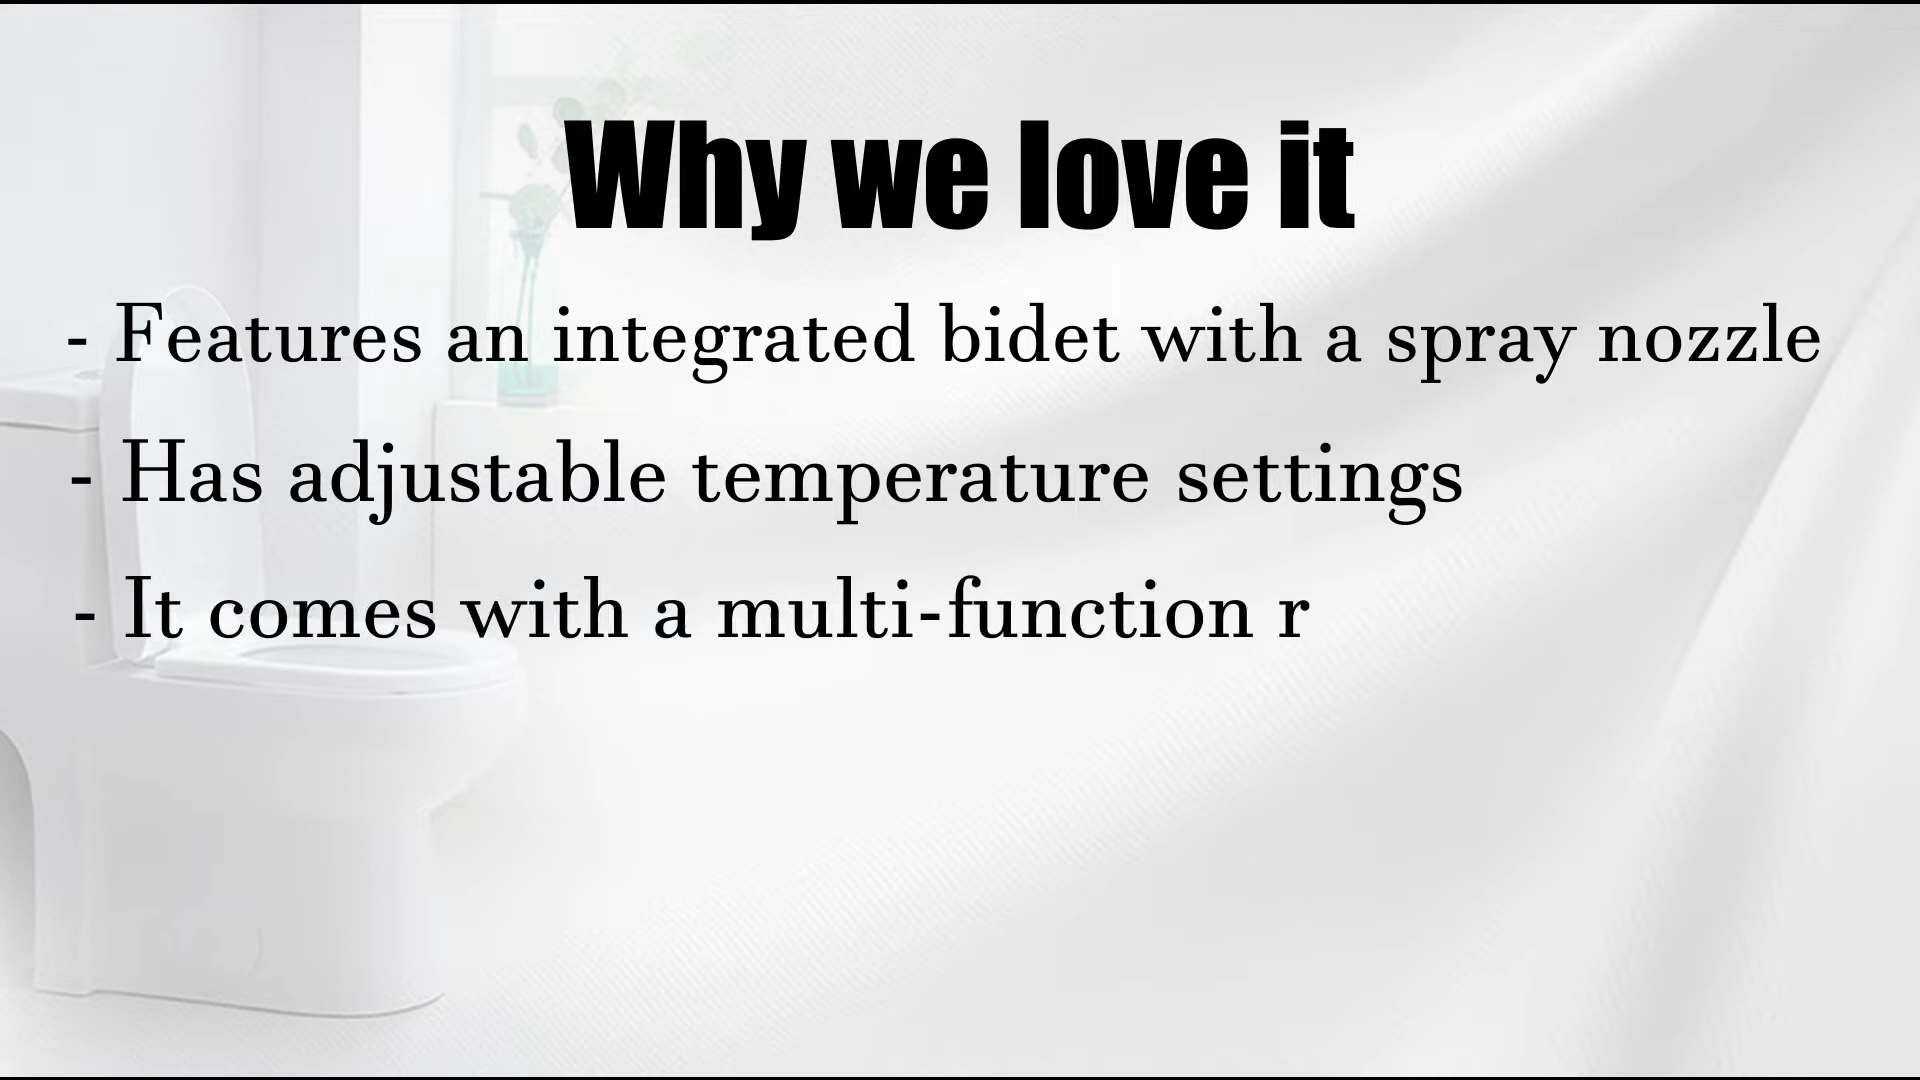 Why we love it
- Features an integrated bidet with a spray nozzle
- Has adjustable temperature settings
- It comes with a multi-function r